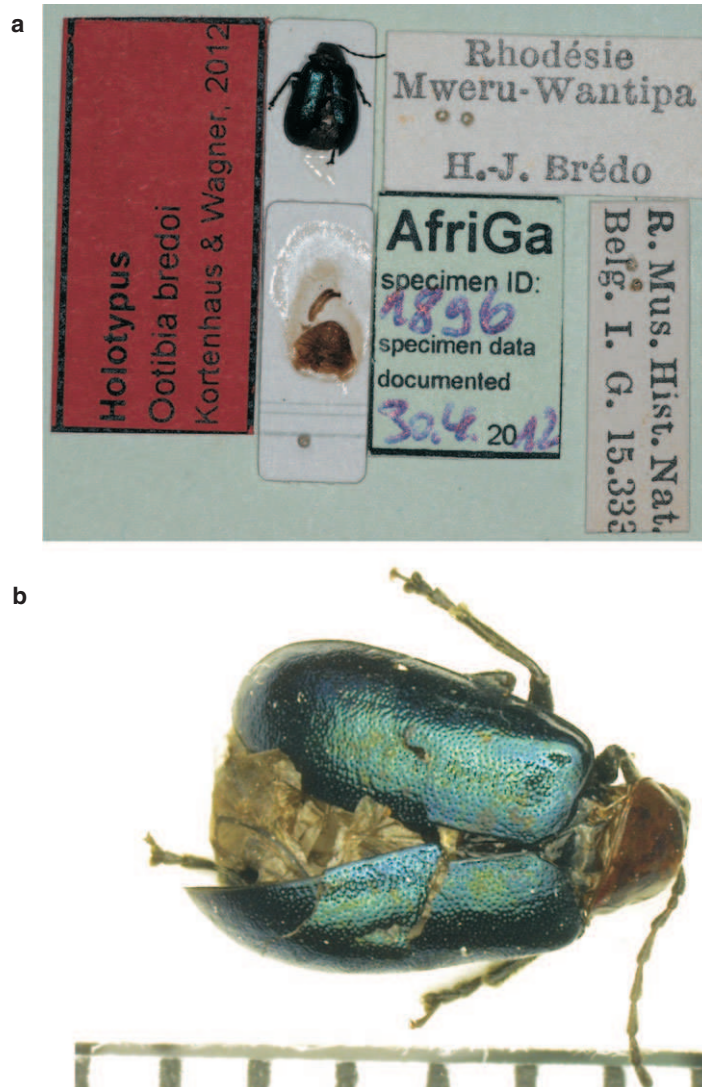 a
Holotypus
Ootibia bredoi
Kortenhaus & Wagner, 2012
Rhodésie
Mweru-Wantipa
H.-J. Brédo
AfriGa
specimen ID:
1896
specimen data
documented
30.4. 2012
R. Mus. Hist. Nat.
Belg. I. G. 15.333
b